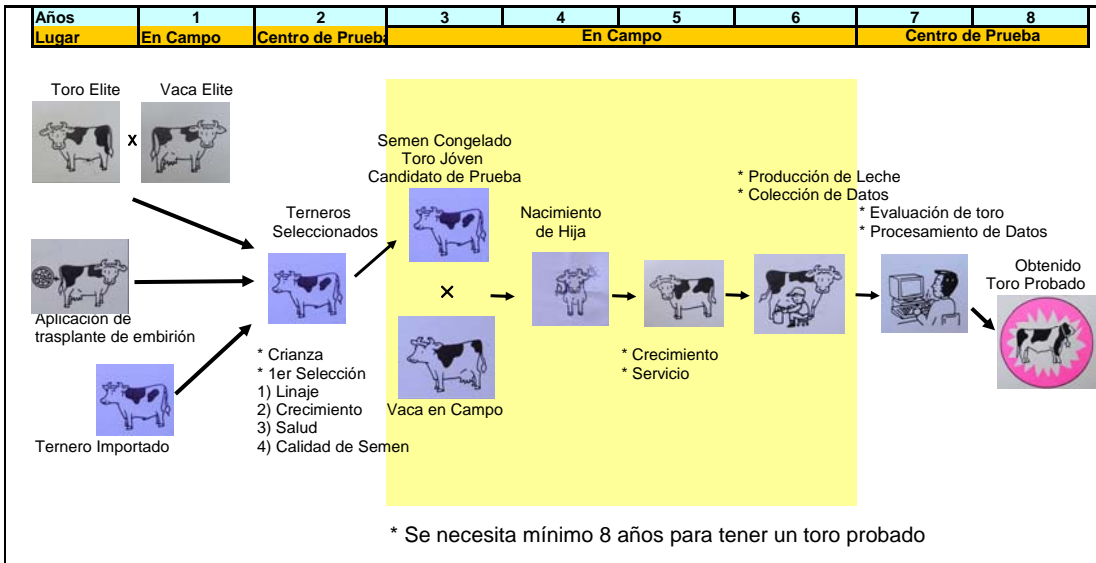 Años 1 2 3 4 5 6 7 8
Lugar En Campo Centro de Prueba En Campo Centro de Prueba
Toro Elite Vaca Elite
x
Semen Congelado
Toro Jóven
Candidato de Prueba
* Producción de Leche
* Colección de Datos
Terneros
Seleccionados
Nacimiento
de Hija
* Evaluación de toro
* Procesamiento de Datos
Obtenido
Toro Probado
×
Aplicación de
trasplante de embirión
* Crianza
* 1er Selección
1) Linaje
2) Crecimiento
3) Salud
4) Calidad de Semen
* Crecimiento
* Servicio
Vaca en Campo
Ternero Importado
* Se necesita mínimo 8 años para tener un toro probado